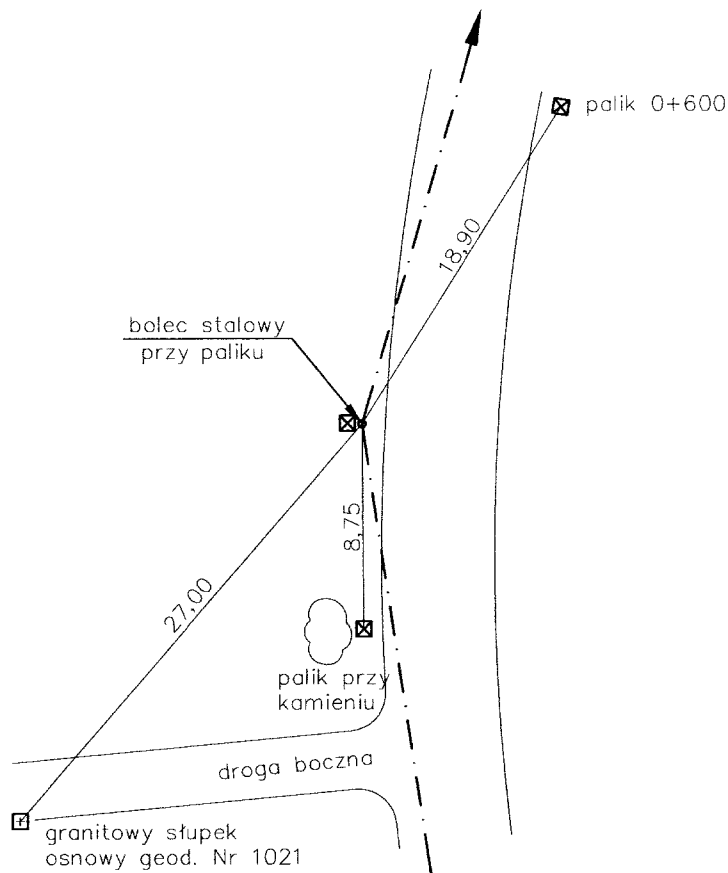 palik 0+600
18,90
bolec stalowy
przy paliku
8,75
27,00
palik przy
kamieniu
droga boczna
granitowy słupek
osnowy geod. Nr 1021